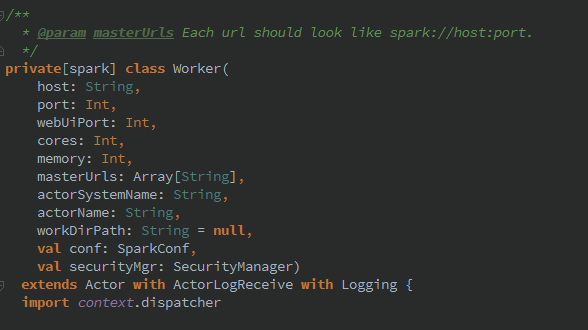 /**
 * @param masterUrls Each url should look like spark://host:port.
 */
private[spark] class Worker(
    host: String,
    port: Int,
    webUiPort: Int,
    cores: Int,
    memory: Int,
    masterUrls: Array[String],
    actorSystemName: String,
    actorName: String,
    workDirPath: String = null,
    val conf: SparkConf,
    val securityMgr: SecurityManager)
  extends Actor with ActorLogReceive with Logging {
  import context.dispatcher